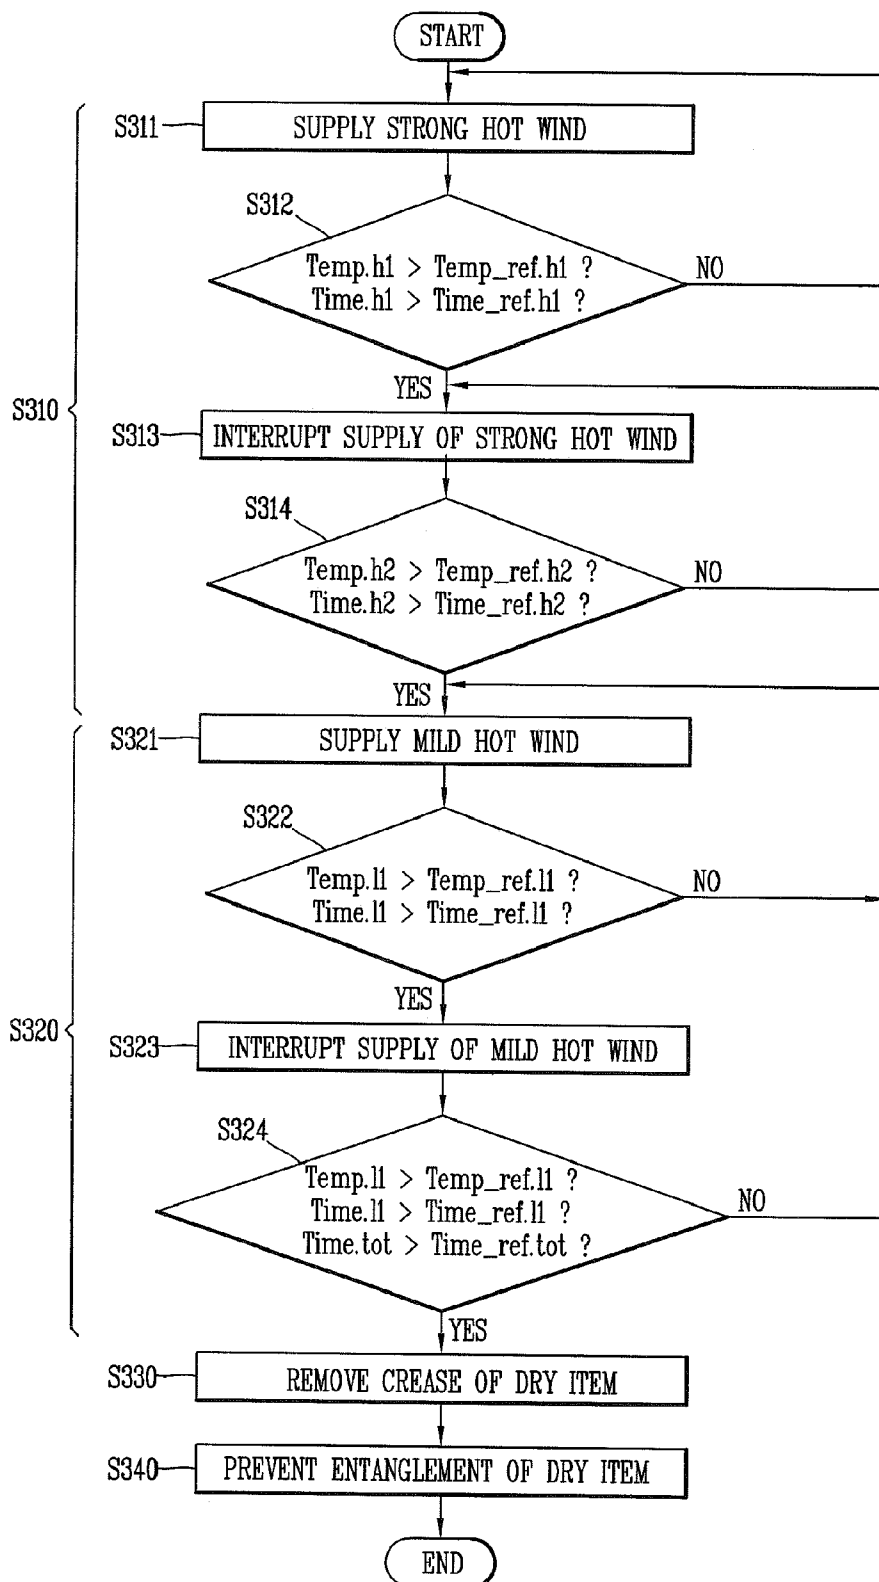 START
S311
SUPPLY STRONG HOT WIND
S312
Temp.h1 > Temp_ref.h1 ?
Time.h1 > Time_ref.h1 ?
NO
YES
S310
S313
INTERRUPT SUPPLY OF STRONG HOT WIND
S314
Temp.h2 > Temp_ref.h2 ?
Time.h2 > Time_ref.h2 ?
NO
YES
S321
SUPPLY MILD HOT WIND
S322
Temp.l1 > Temp_ref.l1 ?
Time.l1 > Time_ref.l1 ?
NO
YES
S320
S323
INTERRUPT SUPPLY OF MILD HOT WIND
S324
Temp.l1 > Temp_ref.l1 ?
Time.l1 > Time_ref.l1 ?
Time.tot > Time_ref.tot ?
NO
YES
S330
REMOVE CREASE OF DRY ITEM
S340
PREVENT ENTANGLEMENT OF DRY ITEM
END